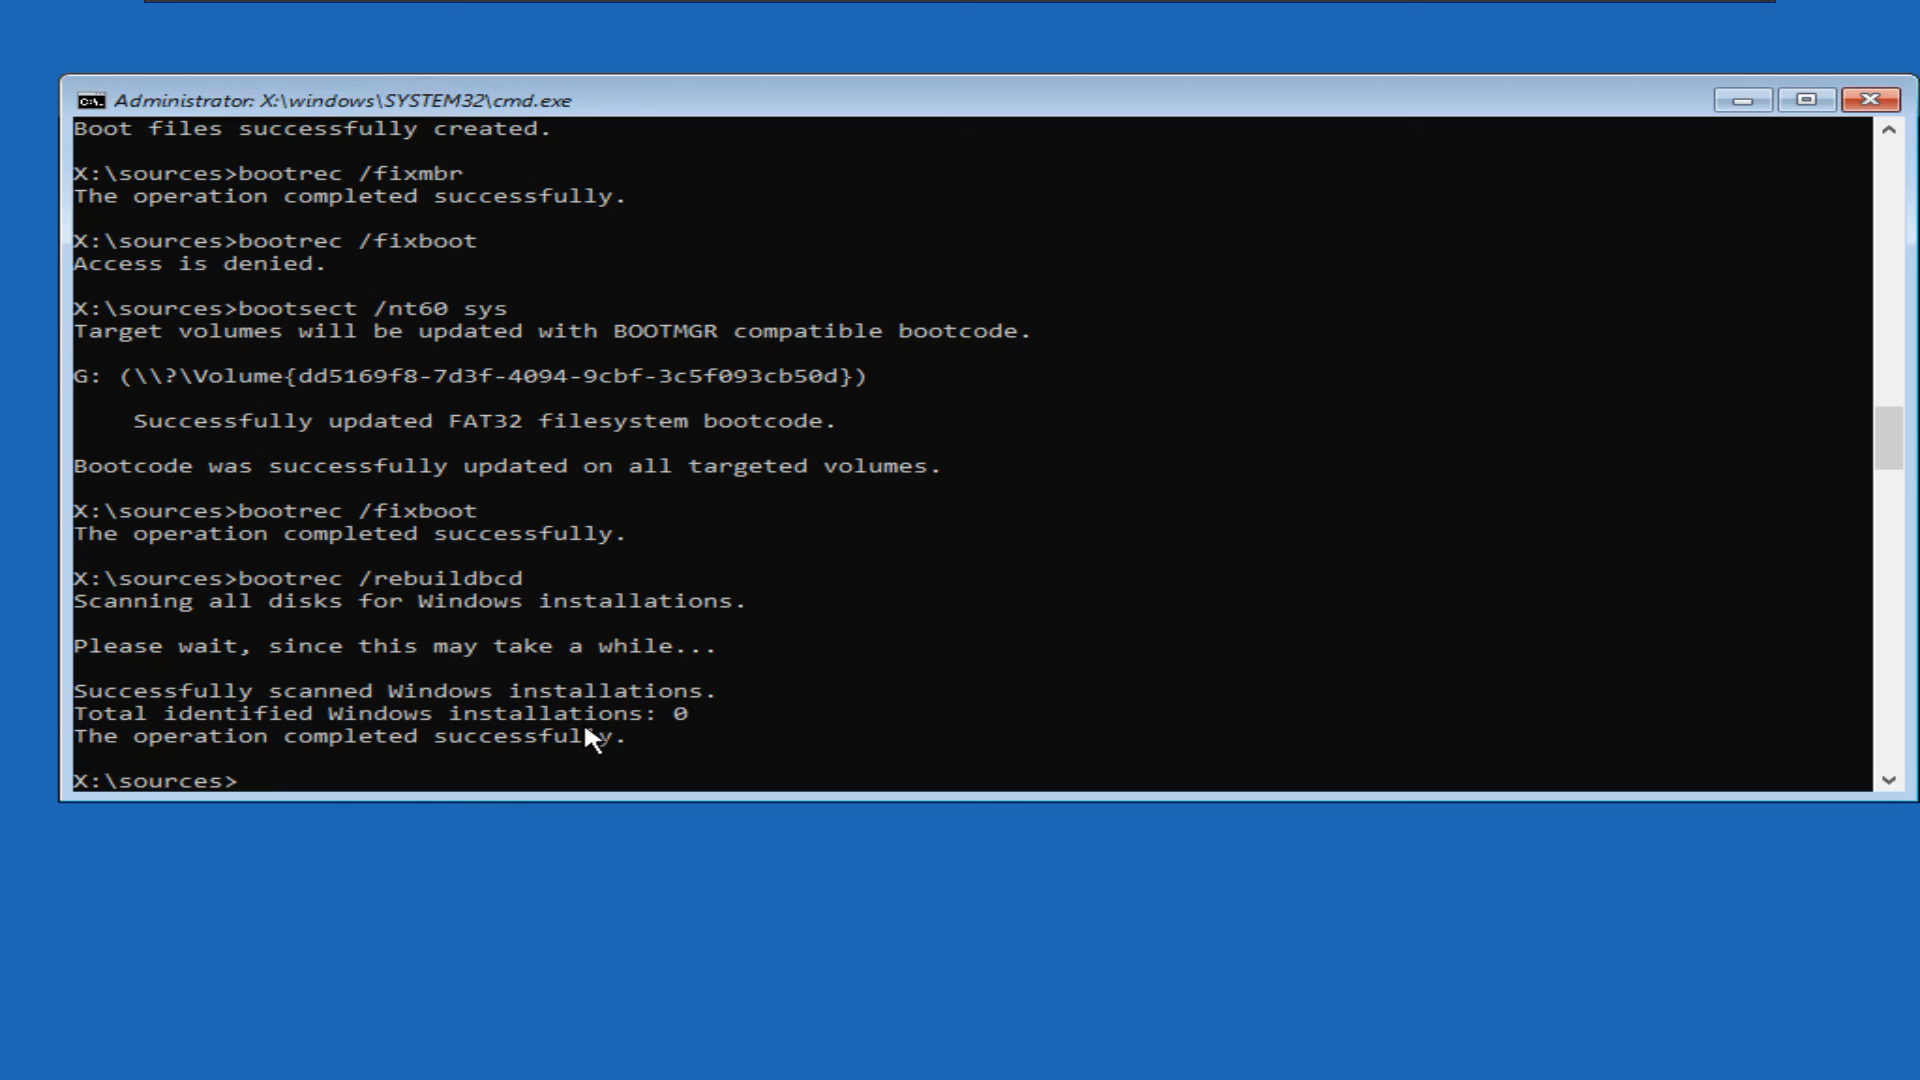 Administrator: X:\windows\SYSTEM32\cmd.exe
Boot files successfully created.
X:\sources>bootrec /fixmbr
The operation completed successfully.
X:\sources>bootrec /fixboot
Access is denied.
X:\sources>bootsect /nt60 sys
Target volumes will be updated with BOOTMGR compatible bootcode.
G: (\\?\Volume{dd5169f8-7d3f-4094-9cbf-3c5f093cb50d})
Successfully updated FAT32 filesystem bootcode.
Bootcode was successfully updated on all targeted volumes.
X:\sources>bootrec /fixboot
The operation completed successfully.
X:\sources>bootrec /rebuildbcd
Scanning all disks for Windows installations.
Please wait, since this may take a while...
Successfully scanned Windows installations.
Total identified Windows installations: 0
The operation completed successfully.
X:\sources>